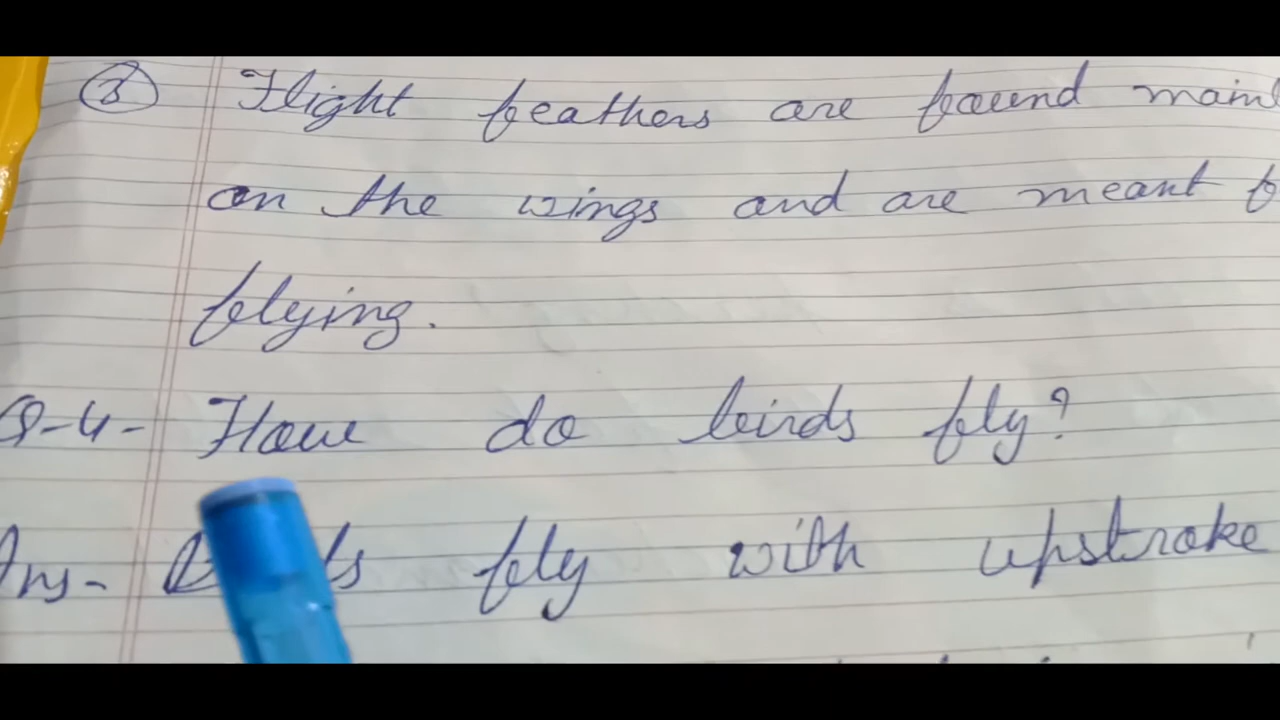 ③ Flight feathers are found main
on the wings and are meant f
flying.
Q-4- How do birds fly?
Ans- fly with upstroke